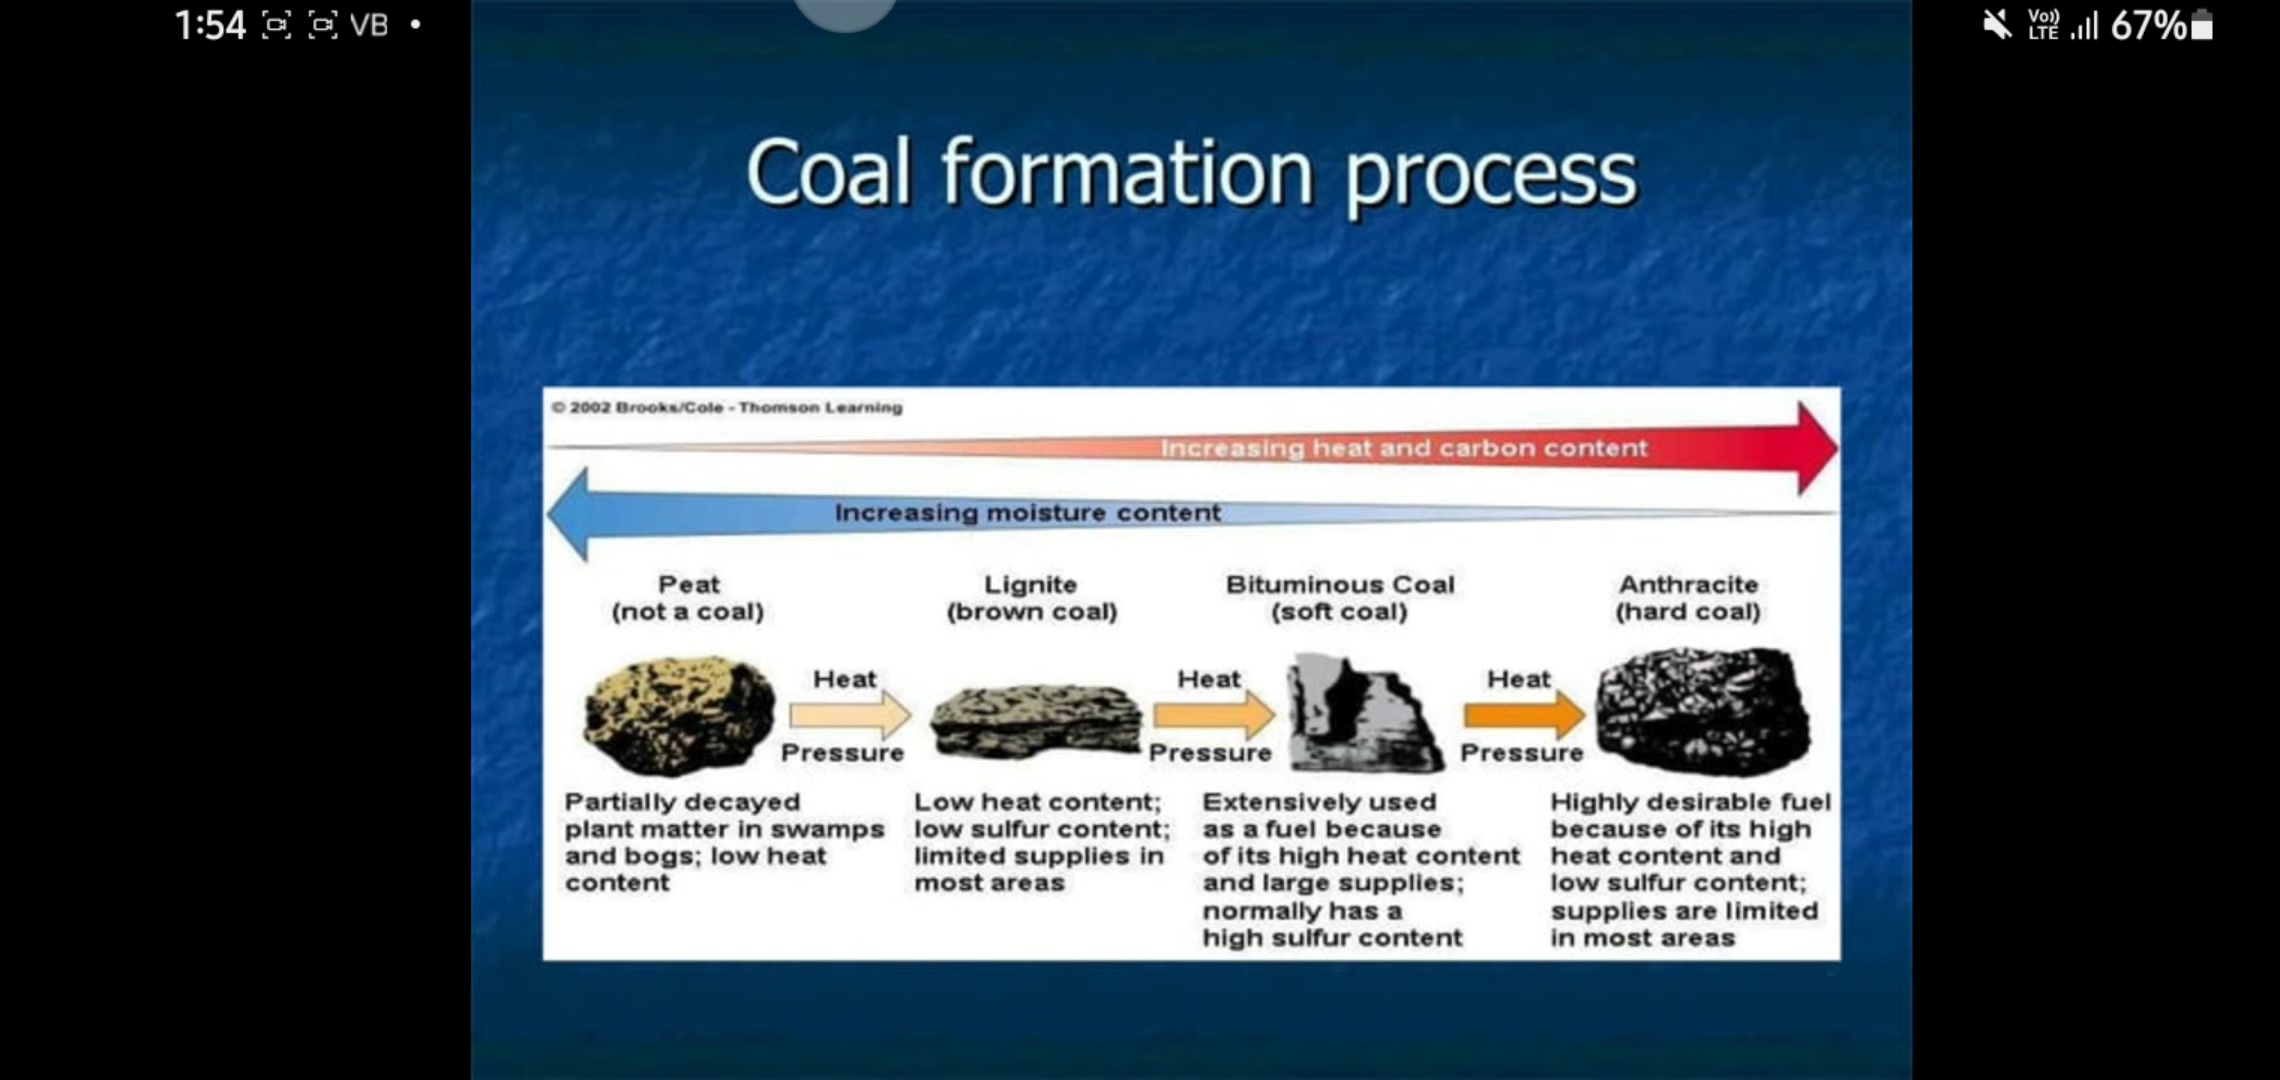 1:54 VB •
Vo)) LTE 67%
Coal formation process
© 2002 Brooks/Cole - Thomson Learning
Increasing heat and carbon content
Increasing moisture content
Peat
(not a coal)
Lignite
(brown coal)
Bituminous Coal
(soft coal)
Anthracite
(hard coal)
Heat
Pressure
Heat
Pressure
Heat
Pressure
Partially decayed
plant matter in swamps
and bogs; low heat
content
Low heat content;
low sulfur content;
limited supplies in
most areas
Extensively used
as a fuel because
of its high heat content
and large supplies;
normally has a
high sulfur content
Highly desirable fuel
because of its high
heat content and
low sulfur content;
supplies are limited
in most areas